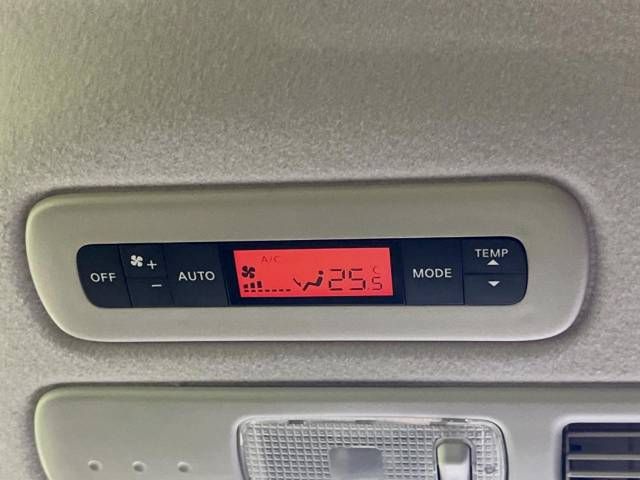 OFF
+
−
AUTO
A/C
25.5 C
MODE
TEMP